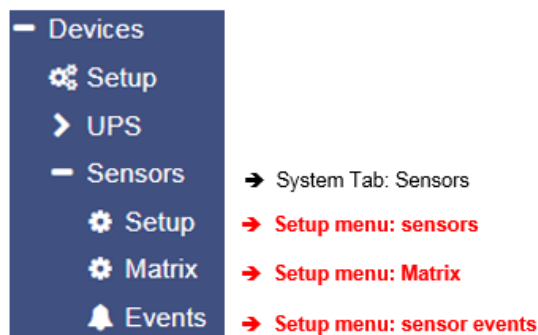 Devices
Setup
UPS
Sensors ➔ System Tab: Sensors
Setup ➔ Setup menu: sensors
Matrix ➔ Setup menu: Matrix
Events ➔ Setup menu: sensor events